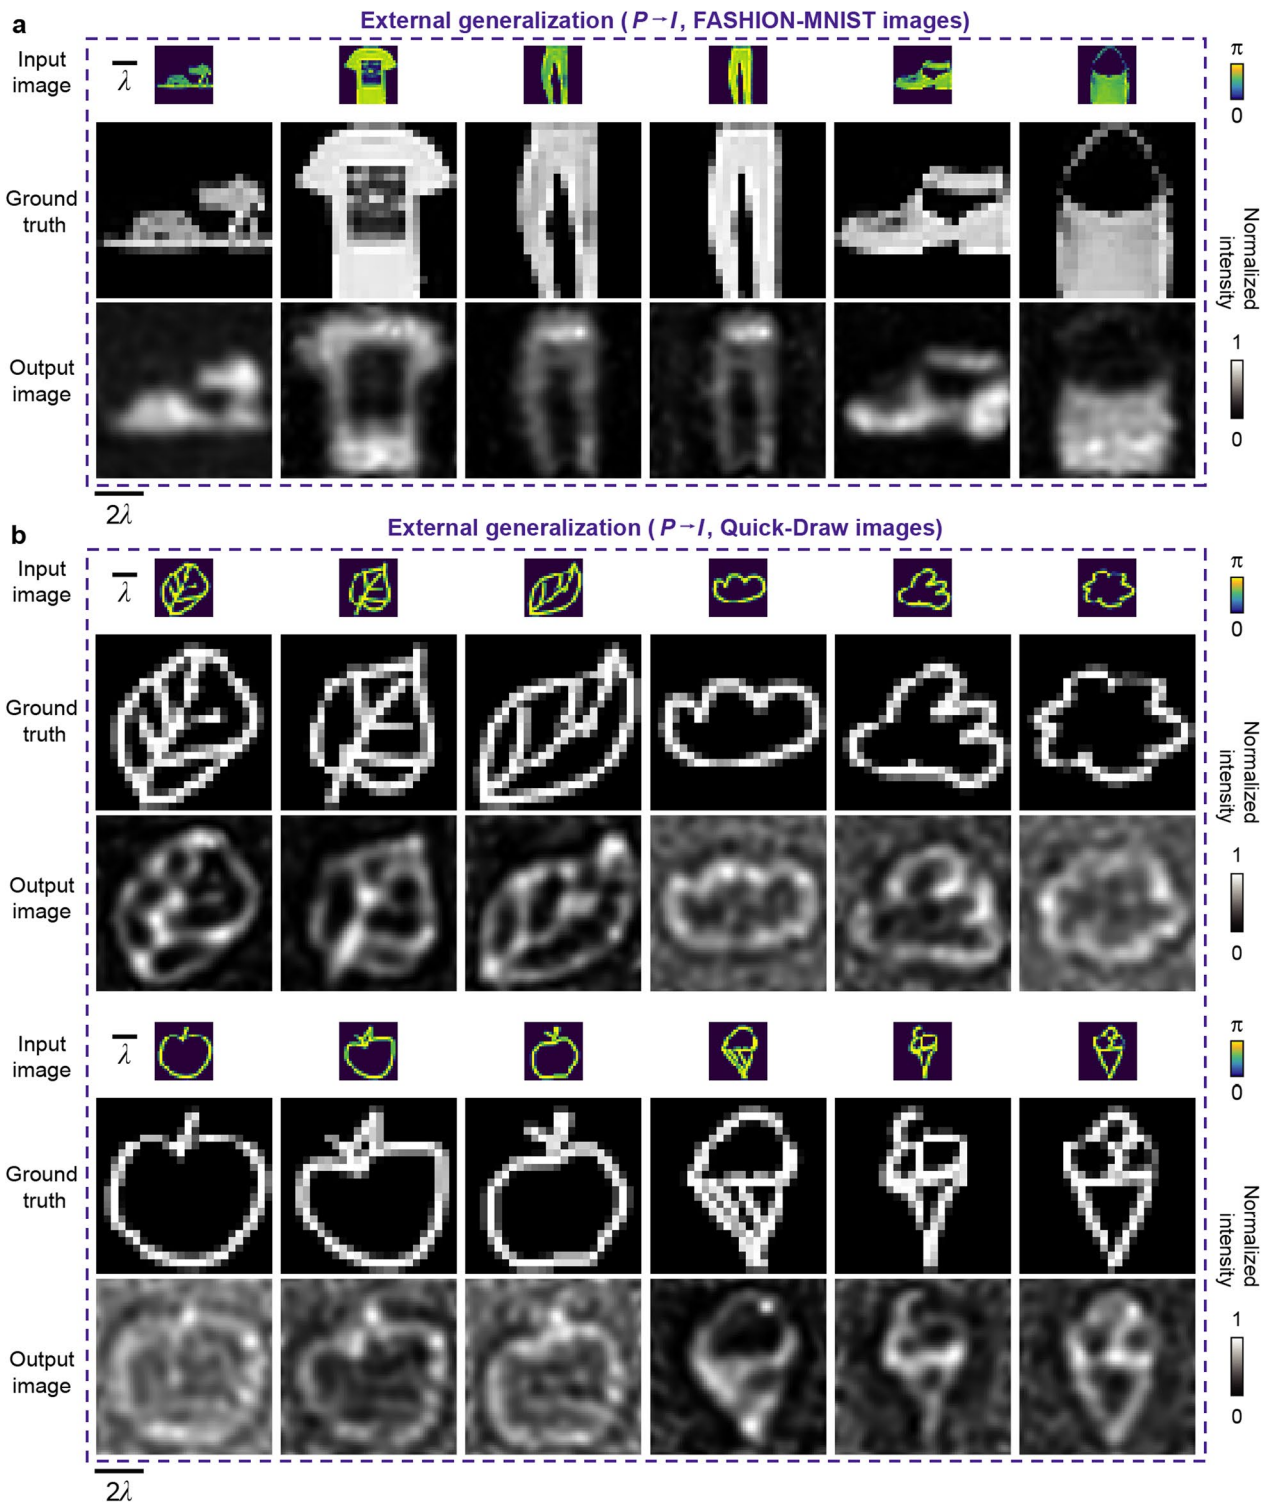 a
External generalization ( P→I, FASHION-MNIST images)
Input
image
λ
π
0
Ground
truth
Normalized
intensity
Output
image
1
0
2λ
b
External generalization ( P→I, Quick-Draw images)
Input
image
λ
π
0
Ground
truth
Normalized
intensity
Output
image
1
0
Input
image
λ
π
0
Ground
truth
Normalized
intensity
Output
image
1
0
2λ